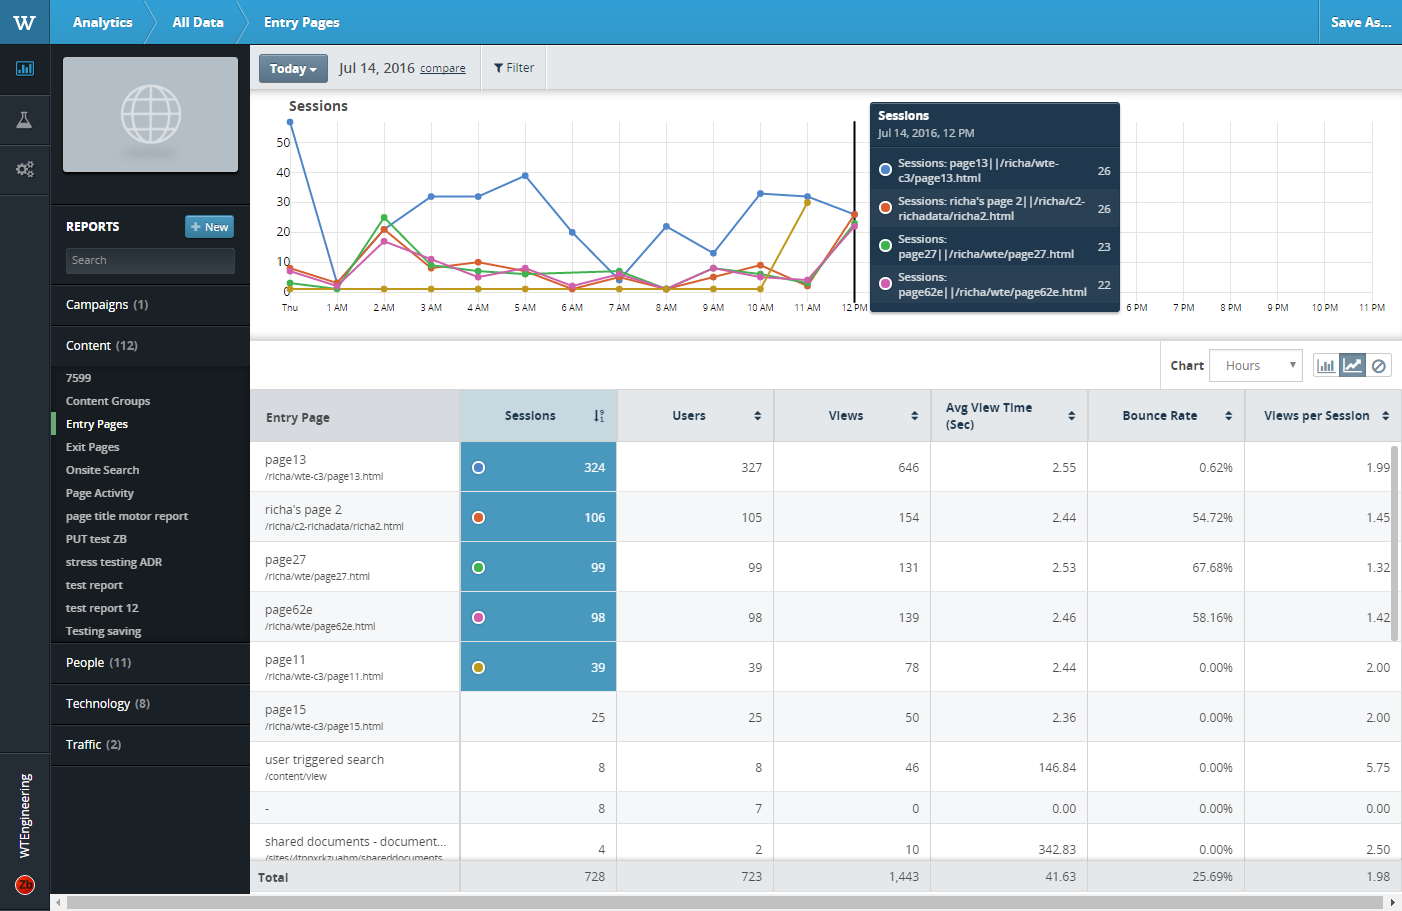 W
Analytics
All Data
Entry Pages
Save As...
Today
Jul 14, 2016 compare
Filter
REPORTS
+ New
Search
Campaigns (1)
Content (12)
7599
Content Groups
Entry Pages
Exit Pages
Onsite Search
Page Activity
page title motor report
PUT test ZB
stress testing ADR
test report
test report 12
Testing saving
People (11)
Technology (8)
Traffic (2)
WTEngineering
Zb
Sessions
50
40
30
20
10
0
Thu 1 AM 2 AM 3 AM 4 AM 5 AM 6 AM 7 AM 8 AM 9 AM 10 AM 11 AM 12 PM 6 PM 7 PM 8 PM 9 PM 10 PM 11 PM
Sessions
Jul 14, 2016, 12 PM
Sessions: page13||/richa/wte-
c3/page13.html
26
Sessions: richa's page 2||/richa/c2-
richadata/richa2.html
26
Sessions:
page27||/richa/wte/page27.html
23
Sessions:
page62e||/richa/wte/page62e.html
22
Chart
Hours
Entry Page
Sessions
Users
Views
Avg View Time
(Sec)
Bounce Rate
Views per Session
page13
/richa/wte-c3/page13.html
324 327 646 2.55 0.62% 1.99
richa's page 2
/richa/c2-richadata/richa2.html
106 105 154 2.44 54.72% 1.45
page27
/richa/wte/page27.html
99 99 131 2.53 67.68% 1.32
page62e
/richa/wte/page62e.html
98 98 139 2.46 58.16% 1.42
page11
/richa/wte-c3/page11.html
39 39 78 2.44 0.00% 2.00
page15
/richa/wte-c3/page15.html
25 25 50 2.36 0.00% 2.00
user triggered search
/content/view
8 8 46 146.84 0.00% 5.75
- 8 7 0 0.00 0.00% 0.00
shared documents - document...
4 2 10 342.83 0.00% 2.50
Total 728 723 1,443 41.63 25.69% 1.98